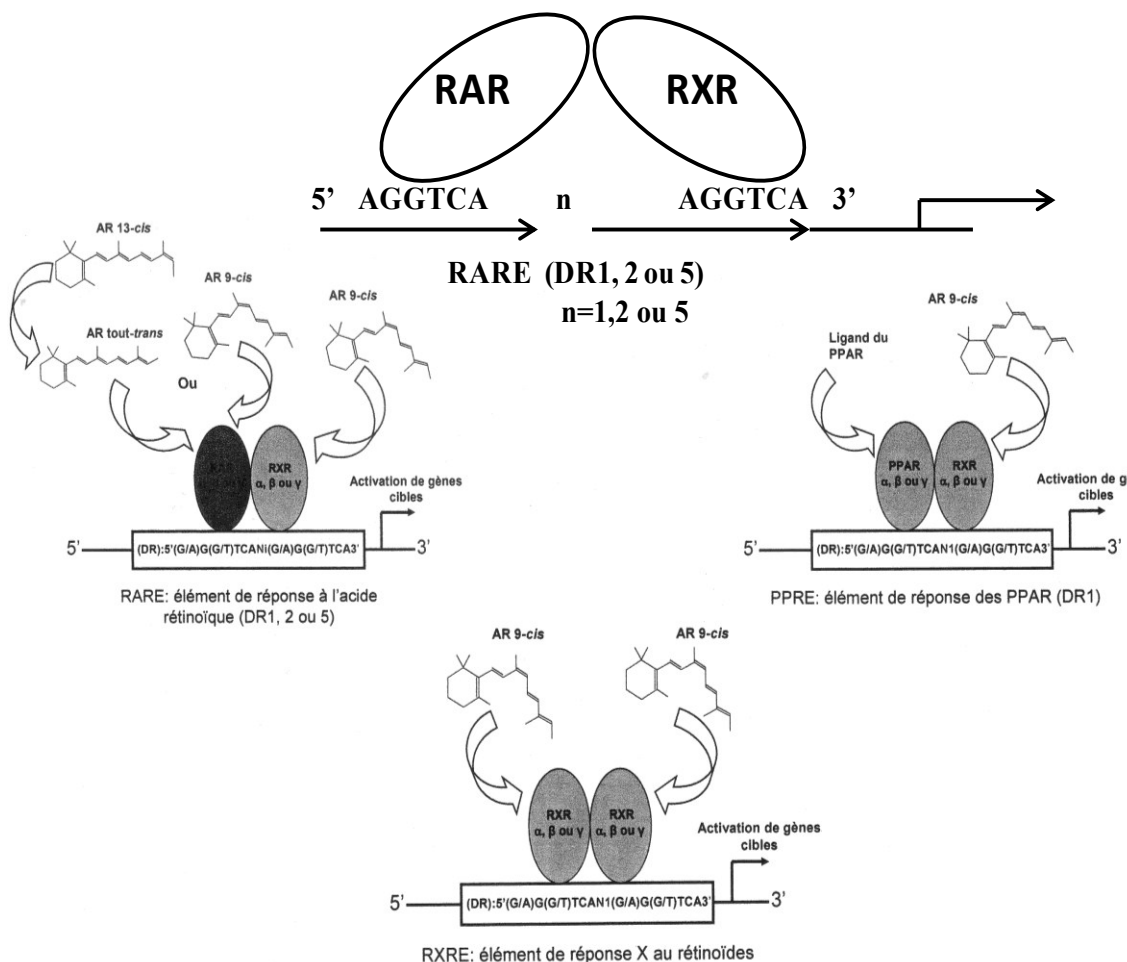 RAR
RXR
5’ AGGTCA n AGGTCA 3’
RARE (DR1, 2 ou 5)
n=1,2 ou 5
AR 13-cis
AR tout-trans
AR 9-cis
AR 9-cis
Ou
RXR
α, β ou γ
Activation de gènes
cibles
5’
(DR):5'(G/A)G(G/T)TCANi(G/A)G(G/T)TCA3'
3’
RARE: élément de réponse à l’acide
rétinoïque (DR1, 2 ou 5)
Ligand du
PPAR
AR 9-cis
PPAR
α, β ou γ
RXR
α, β ou γ
Activation de g
cibles
5’
(DR):5'(G/A)G(G/T)TCAN1(G/A)G(G/T)TCA3'
3’
PPRE: élément de réponse des PPAR (DR1)
AR 9-cis
AR 9-cis
RXR
α, β ou γ
RXR
α, β ou γ
Activation de gènes
cibles
5’
(DR):5'(G/A)G(G/T)TCAN1(G/A)G(G/T)TCA3'
3’
RXRE: élément de réponse X au rétinoïdes